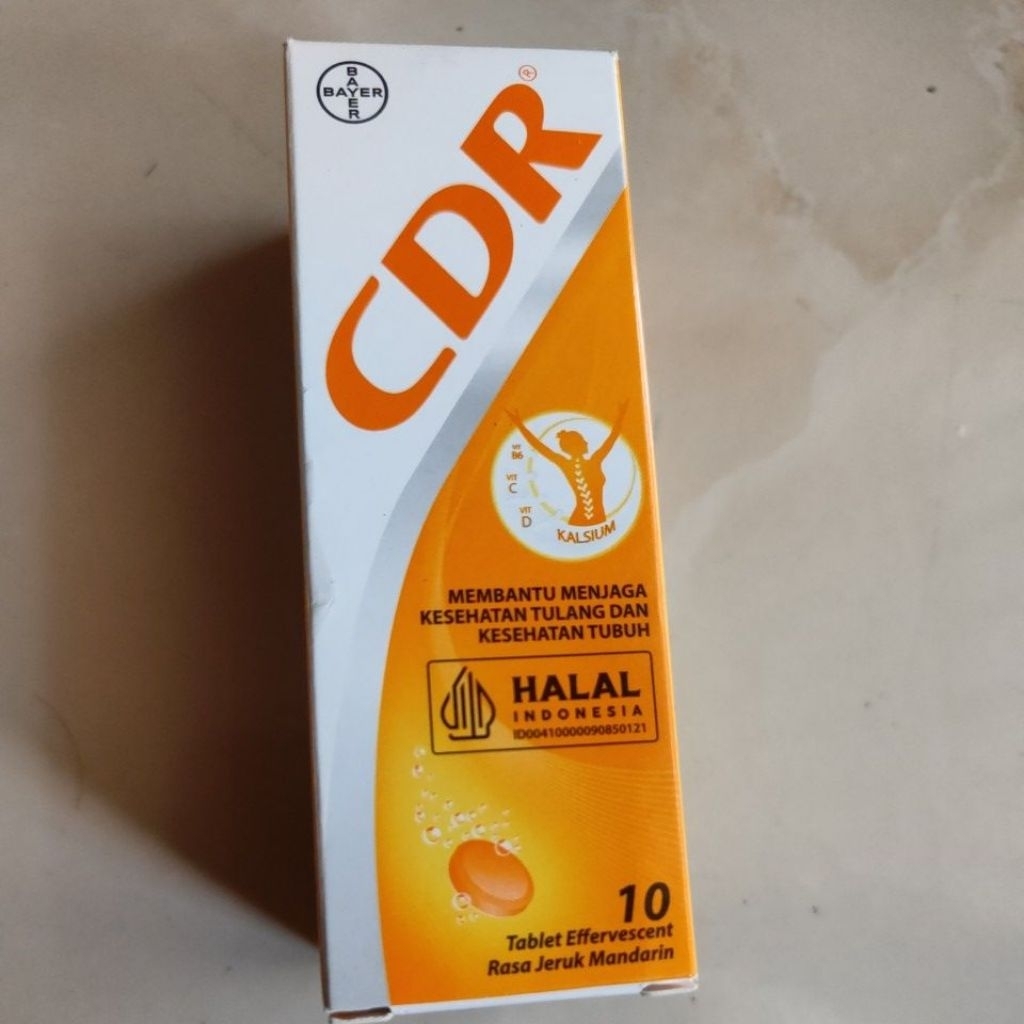 BAYER
BAYER
CDR®
VIT
B6
VIT
C
VIT
D
KALSIUM
MEMBANTU MENJAGA
KESEHATAN TULANG DAN
KESEHATAN TUBUH
HALAL
INDONESIA
ID00410000090850121
10
Tablet Effervescent
Rasa Jeruk Mandarin